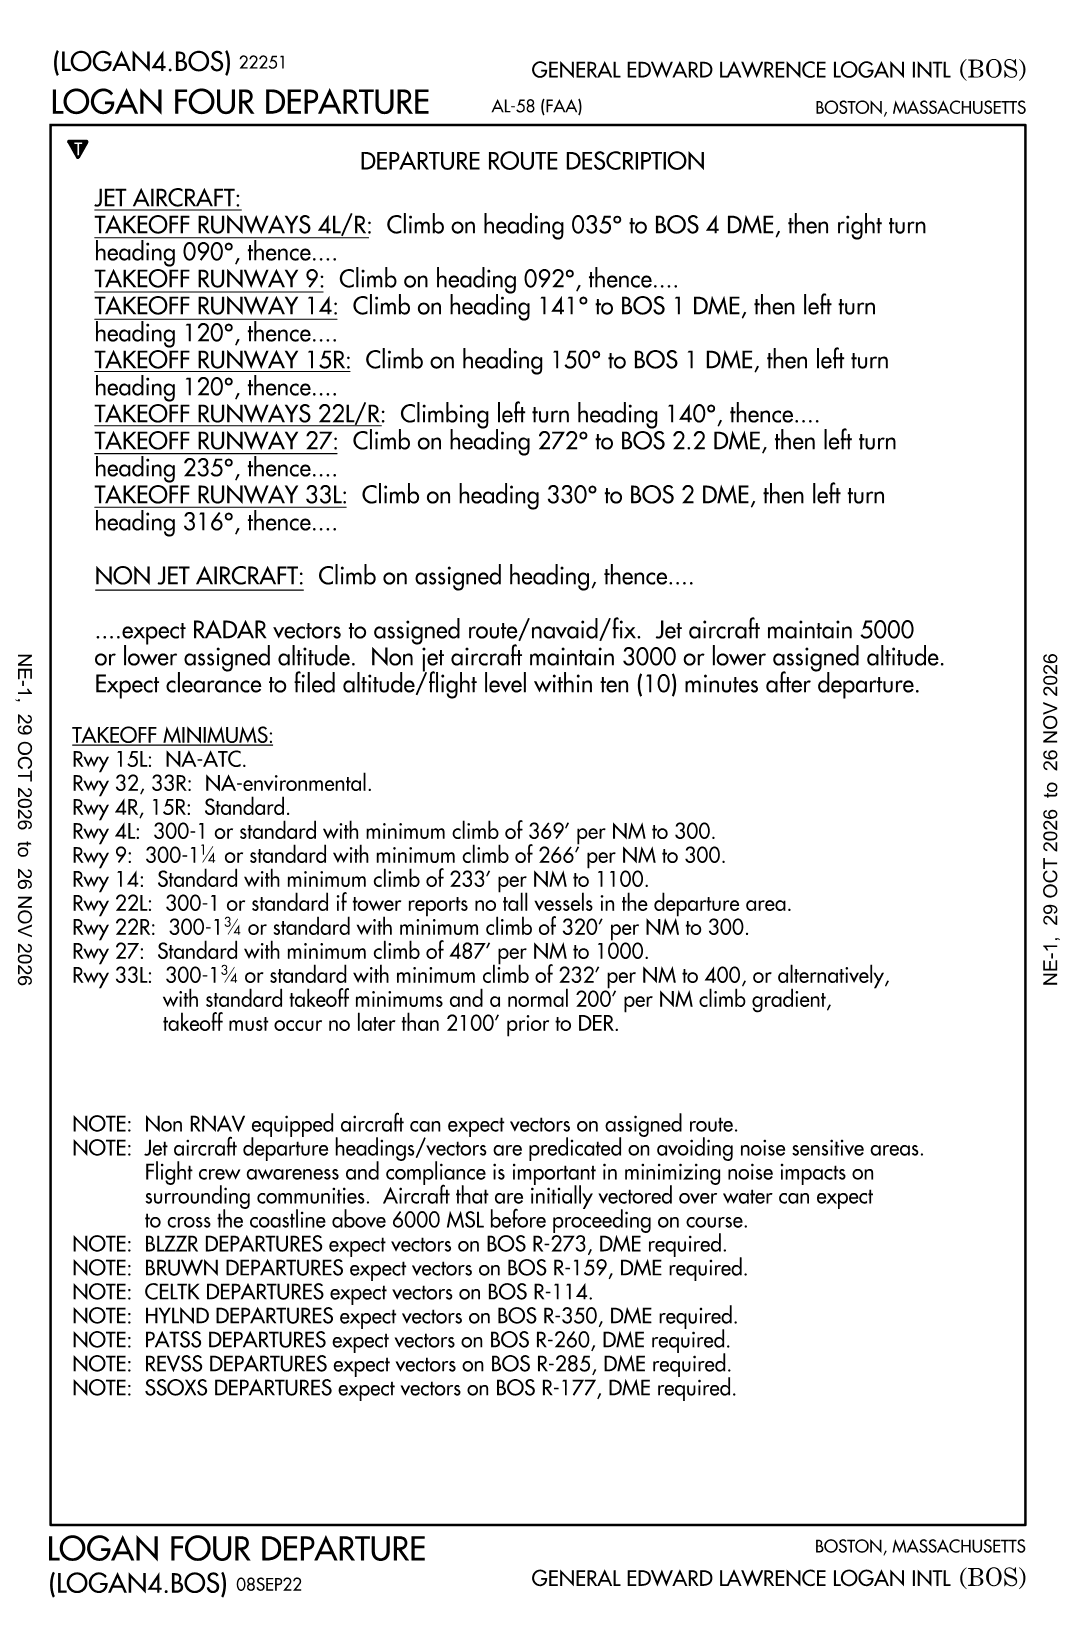 (LOGAN4.BOS) 22251
GENERAL EDWARD LAWRENCE LOGAN INTL (BOS)
LOGAN FOUR DEPARTURE
AL-58 (FAA)
BOSTON, MASSACHUSETTS
T
DEPARTURE ROUTE DESCRIPTION
JET AIRCRAFT:
TAKEOFF RUNWAYS 4L/R: Climb on heading 035° to BOS 4 DME, then right turn
heading 090°, thence....
TAKEOFF RUNWAY 9: Climb on heading 092°, thence....
TAKEOFF RUNWAY 14: Climb on heading 141° to BOS 1 DME, then left turn
heading 120°, thence....
TAKEOFF RUNWAY 15R: Climb on heading 150° to BOS 1 DME, then left turn
heading 120°, thence....
TAKEOFF RUNWAYS 22L/R: Climbing left turn heading 140°, thence....
TAKEOFF RUNWAY 27: Climb on heading 272° to BOS 2.2 DME, then left turn
heading 235°, thence....
TAKEOFF RUNWAY 33L: Climb on heading 330° to BOS 2 DME, then left turn
heading 316°, thence....
NON JET AIRCRAFT: Climb on assigned heading, thence....
....expect RADAR vectors to assigned route/navaid/fix. Jet aircraft maintain 5000
or lower assigned altitude. Non jet aircraft maintain 3000 or lower assigned altitude.
Expect clearance to filed altitude/flight level within ten (10) minutes after departure.
TAKEOFF MINIMUMS:
Rwy 15L: NA-ATC.
Rwy 32, 33R: NA-environmental.
Rwy 4R, 15R: Standard.
Rwy 4L: 300-1 or standard with minimum climb of 369' per NM to 300.
Rwy 9: 300-1¼ or standard with minimum climb of 266' per NM to 300.
Rwy 14: Standard with minimum climb of 233' per NM to 1100.
Rwy 22L: 300-1 or standard if tower reports no tall vessels in the departure area.
Rwy 22R: 300-1¾ or standard with minimum climb of 320' per NM to 300.
Rwy 27: Standard with minimum climb of 487' per NM to 1000.
Rwy 33L: 300-1¾ or standard with minimum climb of 232' per NM to 400, or alternatively,
with standard takeoff minimums and a normal 200' per NM climb gradient,
takeoff must occur no later than 2100' prior to DER.
NOTE: Non RNAV equipped aircraft can expect vectors on assigned route.
NOTE: Jet aircraft departure headings/vectors are predicated on avoiding noise sensitive areas.
Flight crew awareness and compliance is important in minimizing noise impacts on
surrounding communities. Aircraft that are initially vectored over water can expect
to cross the coastline above 6000 MSL before proceeding on course.
NOTE: BLZZR DEPARTURES expect vectors on BOS R-273, DME required.
NOTE: BRUWN DEPARTURES expect vectors on BOS R-159, DME required.
NOTE: CELTK DEPARTURES expect vectors on BOS R-114.
NOTE: HYLND DEPARTURES expect vectors on BOS R-350, DME required.
NOTE: PATSS DEPARTURES expect vectors on BOS R-260, DME required.
NOTE: REVSS DEPARTURES expect vectors on BOS R-285, DME required.
NOTE: SSOXS DEPARTURES expect vectors on BOS R-177, DME required.
NE-1, 29 OCT 2026 to 26 NOV 2026
NE-1, 29 OCT 2026 to 26 NOV 2026
LOGAN FOUR DEPARTURE
BOSTON, MASSACHUSETTS
(LOGAN4.BOS) 08SEP22
GENERAL EDWARD LAWRENCE LOGAN INTL (BOS)